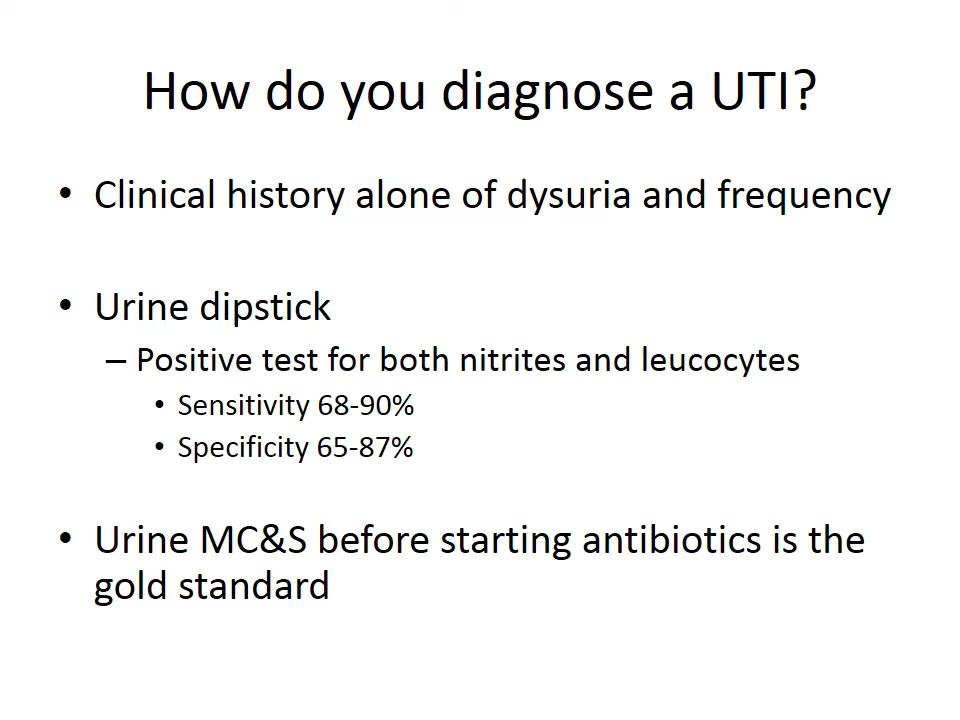 How do you diagnose a UTI?
• Clinical history alone of dysuria and frequency
• Urine dipstick
– Positive test for both nitrites and leucocytes
• Sensitivity 68-90%
• Specificity 65-87%
• Urine MC&S before starting antibiotics is the
gold standard